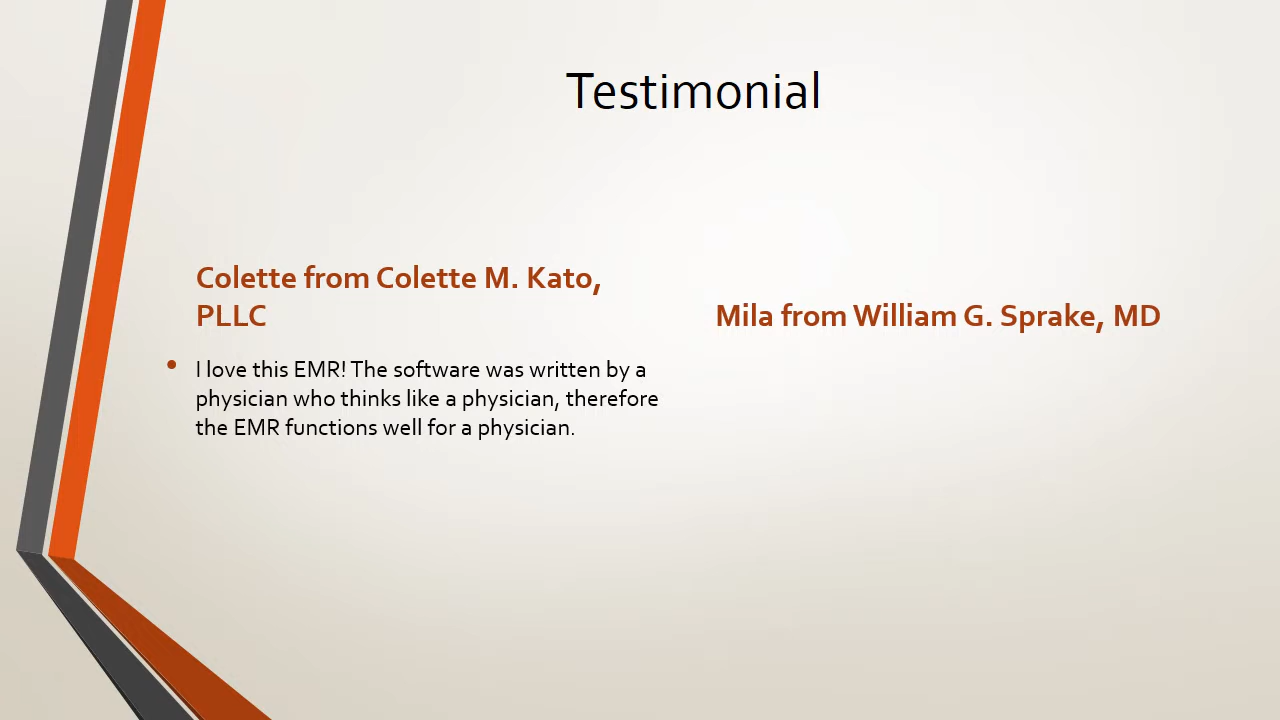 Testimonial
Colette from Colette M. Kato,
PLLC
I love this EMR! The software was written by a
physician who thinks like a physician, therefore
the EMR functions well for a physician.
Mila from William G. Sprake, MD